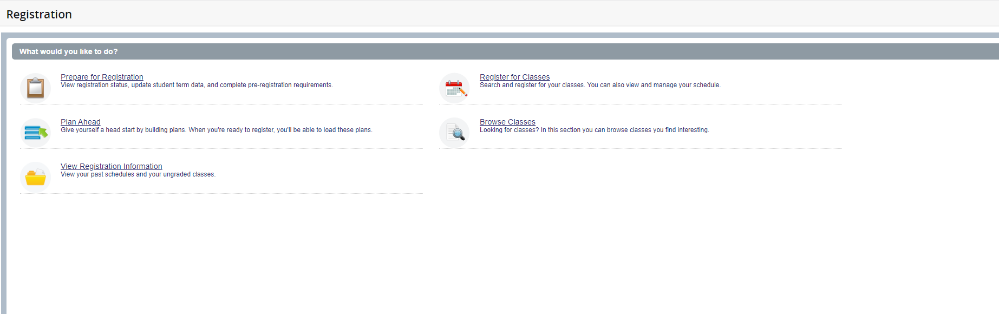 Registration
What would you like to do?
Prepare for Registration
View registration status, update student term data, and complete pre-registration requirements.
Register for Classes
Search and register for your classes. You can also view and manage your schedule.
Plan Ahead
Give yourself a head start by building plans. When you're ready to register, you'll be able to load these plans.
Browse Classes
Looking for classes? In this section you can browse classes you find interesting.
View Registration Information
View your past schedules and your ungraded classes.